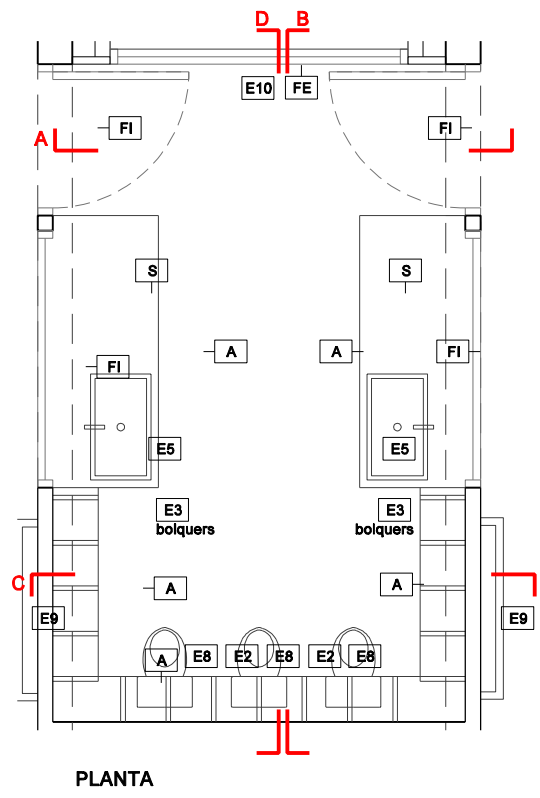 D B
E10 FE
FI FI
A
S S
A A FI
FI
E5 E5
E3 E3
bolquers bolquers
C A A
E9 E9
A E8 E2 E8 E2 E8
PLANTA